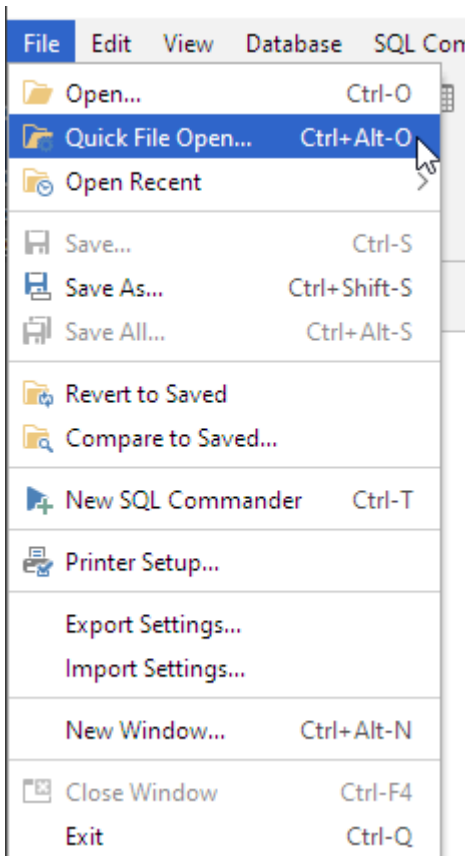 File Edit View Database SQL Com
Open... Ctrl-O
Quick File Open... Ctrl+Alt-O
Open Recent
Save... Ctrl-S
Save As... Ctrl+Shift-S
Save All... Ctrl+Alt-S
Revert to Saved
Compare to Saved...
New SQL Commander Ctrl-T
Printer Setup...
Export Settings...
Import Settings...
New Window... Ctrl+Alt-N
Close Window Ctrl-F4
Exit Ctrl-Q